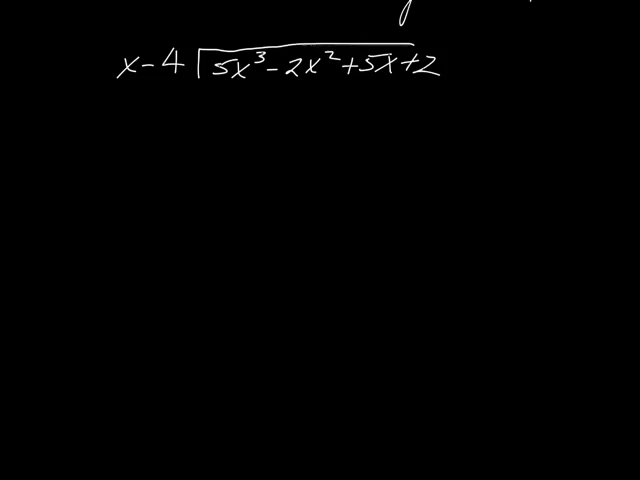 x - 4 | 5x³ - 2x² + 5x + 2